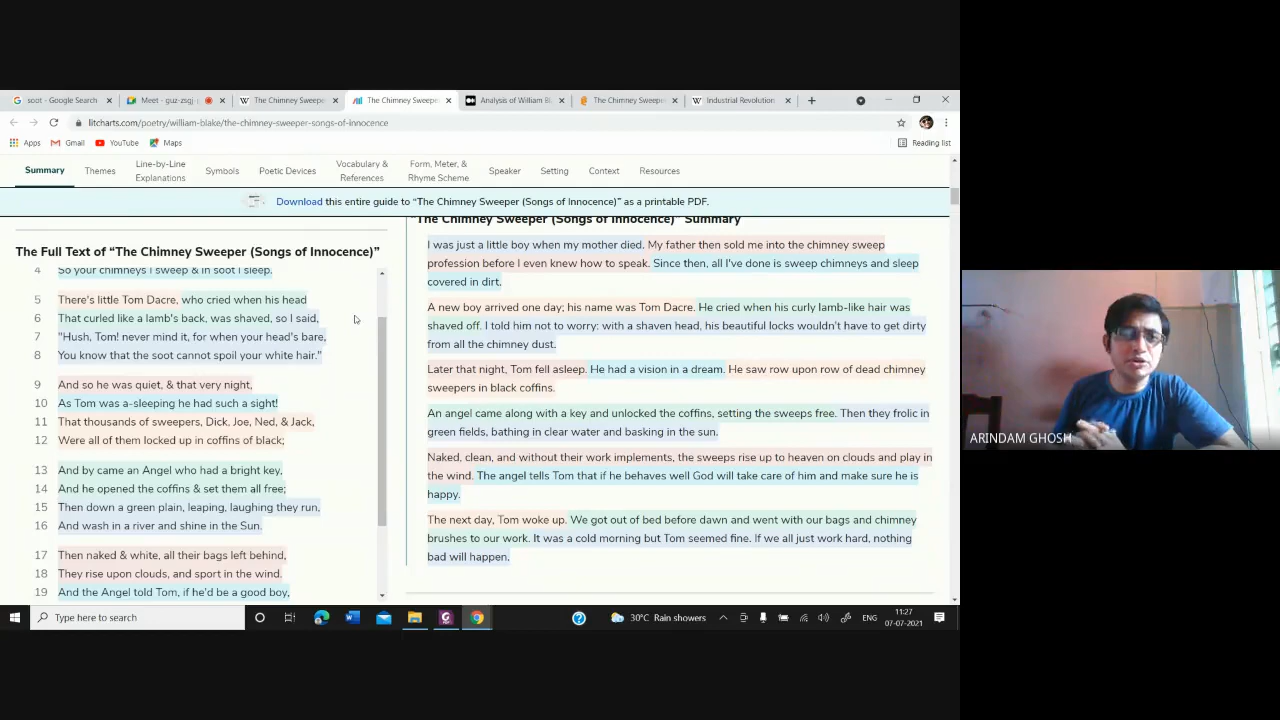 soot - Google Search
Meet - guz-zsgj-
The Chimney Sweeper
The Chimney Sweeper
Analysis of William Bl
The Chimney Sweeper
Industrial Revolution
litcharts.com/poetry/william-blake/the-chimney-sweeper-songs-of-innocence
Apps Gmail YouTube Maps Reading list
Summary
Themes
Line-by-Line
Explanations
Symbols
Poetic Devices
Vocabulary &
References
Form, Meter, &
Rhyme Scheme
Speaker
Setting
Context
Resources
Download this entire guide to “The Chimney Sweeper (Songs of Innocence)” as a printable PDF.
The Full Text of “The Chimney Sweeper (Songs of Innocence)”
4 So your chimneys I sweep & in soot I sleep.
5 There's little Tom Dacre, who cried when his head
6 That curled like a lamb's back, was shaved, so I said,
7 "Hush, Tom! never mind it, for when your head's bare,
8 You know that the soot cannot spoil your white hair."
9 And so he was quiet, & that very night,
10 As Tom was a-sleeping he had such a sight!
11 That thousands of sweepers, Dick, Joe, Ned, & Jack,
12 Were all of them locked up in coffins of black;
13 And by came an Angel who had a bright key,
14 And he opened the coffins & set them all free;
15 Then down a green plain, leaping, laughing they run,
16 And wash in a river and shine in the Sun.
17 Then naked & white, all their bags left behind,
18 They rise upon clouds, and sport in the wind.
19 And the Angel told Tom, if he'd be a good boy,
“The Chimney Sweeper (Songs of Innocence)” Summary
I was just a little boy when my mother died. My father then sold me into the chimney sweep
profession before I even knew how to speak. Since then, all I've done is sweep chimneys and sleep
covered in dirt.
A new boy arrived one day; his name was Tom Dacre. He cried when his curly lamb-like hair was
shaved off. I told him not to worry; with a shaven head, his beautiful locks wouldn't have to get dirty
from all the chimney dust.
Later that night, Tom fell asleep. He had a vision in a dream. He saw row upon row of dead chimney
sweepers in black coffins.
An angel came along with a key and unlocked the coffins, setting the sweeps free. Then they frolic in
green fields, bathing in clear water and basking in the sun.
Naked, clean, and without their work implements, the sweeps rise up to heaven on clouds and play in
the wind. The angel tells Tom that if he behaves well God will take care of him and make sure he is
happy.
The next day, Tom woke up. We got out of bed before dawn and went with our bags and chimney
brushes to our work. It was a cold morning but Tom seemed fine. If we all just work hard, nothing
bad will happen.
ARINDAM GHOSH
Type here to search
30°C Rain showers
ENG
11:27
07-07-2021